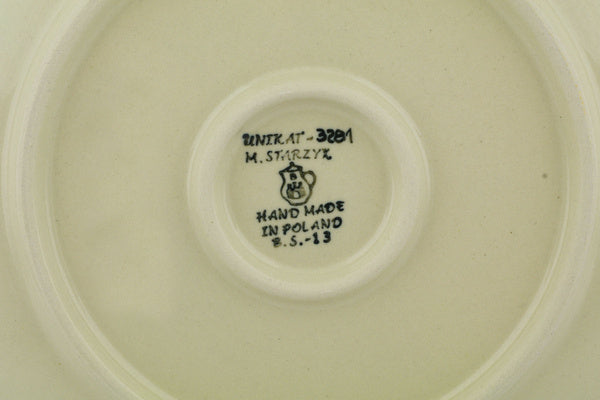 UNIKAT-3281
M. STARZYK
HAND MADE
IN POLAND
B.S.-13